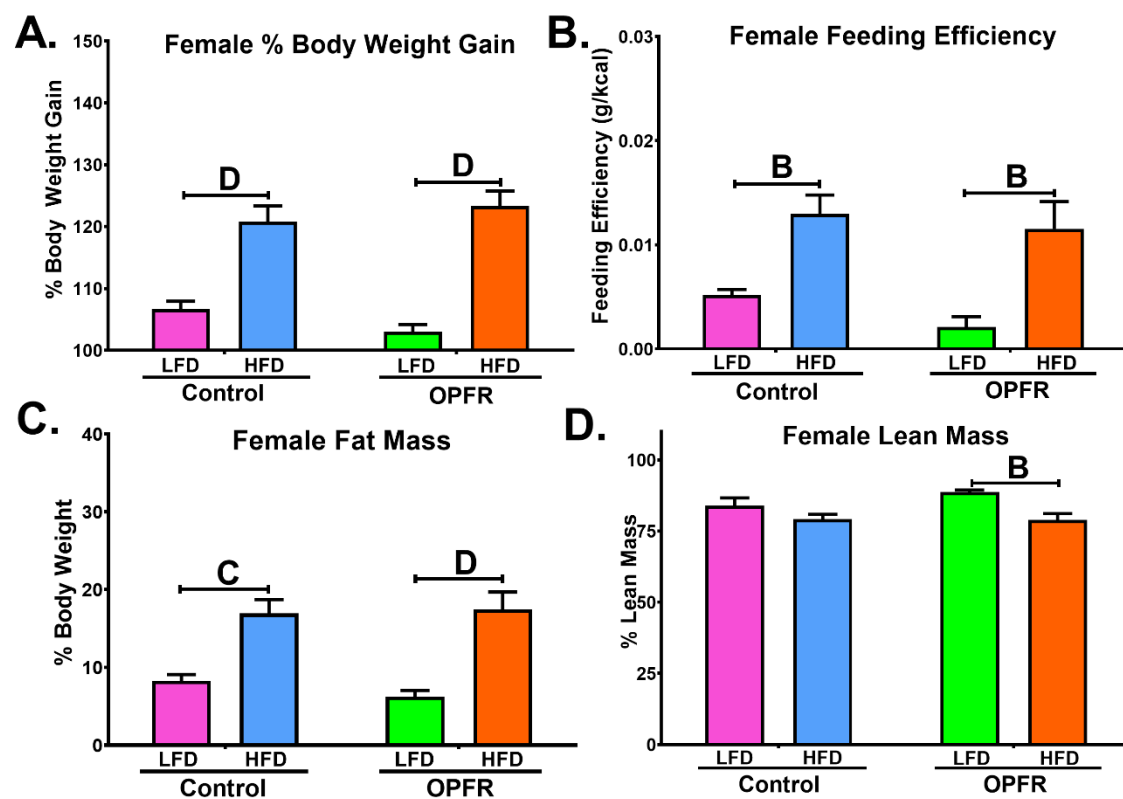 A.
Female % Body Weight Gain
% Body Weight Gain
150
140
130
120
110
100
D
D
LFD HFD LFD HFD
Control OPFR
B.
Female Feeding Efficiency
Feeding Efficiency (g/kcal)
0.03
0.02
0.01
0.00
B
B
LFD HFD LFD HFD
Control OPFR
C.
Female Fat Mass
% Body Weight
40
30
20
10
0
C
D
LFD HFD LFD HFD
Control OPFR
D.
Female Lean Mass
% Lean Mass
100
75
50
25
0
B
LFD HFD LFD HFD
Control OPFR